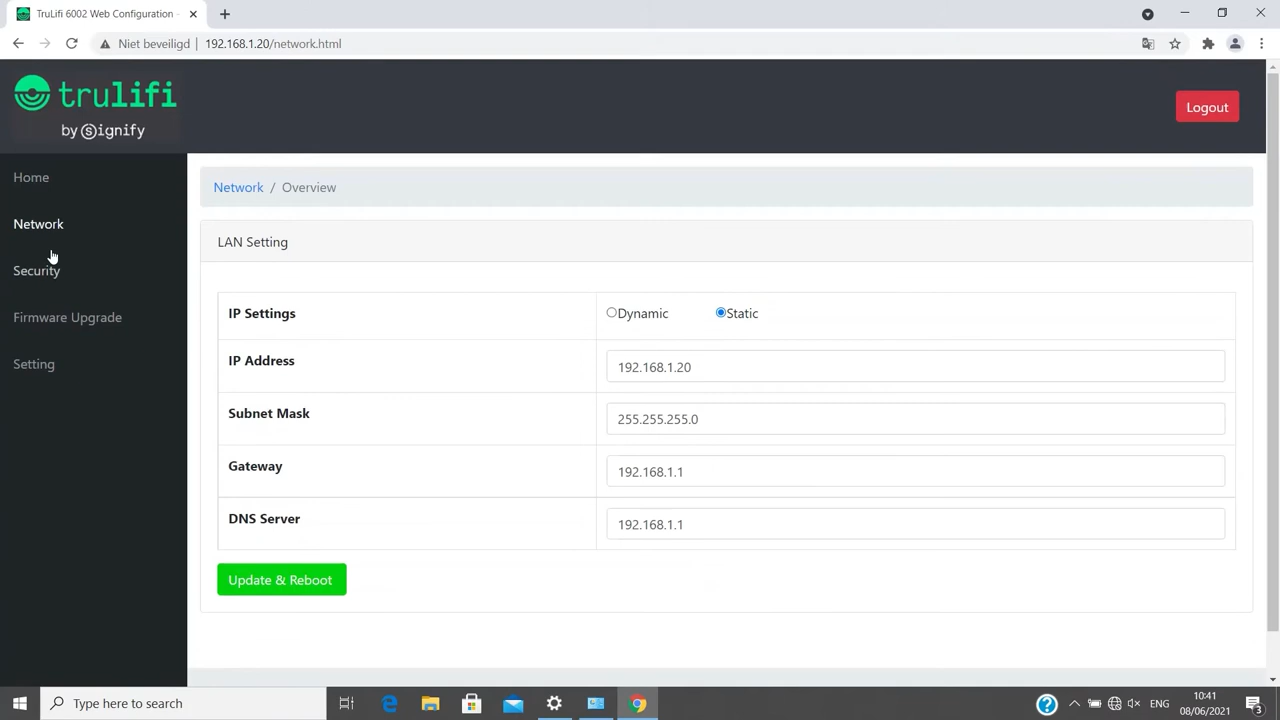 TruLifi 6002 Web Configuration -
Niet beveiligd | 192.168.1.20/network.html
trulifi
by Signify
Logout
Home
Network
Security
Firmware Upgrade
Setting
Network / Overview
LAN Setting
IP Settings
Dynamic
Static
IP Address
192.168.1.20
Subnet Mask
255.255.255.0
Gateway
192.168.1.1
DNS Server
192.168.1.1
Update & Reboot
Type here to search
ENG
10:41
08/06/2021
3